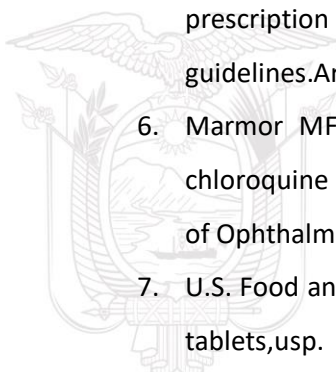 prescription
guidelines.Ar
6. Marmor MF
chloroquine
of Ophthalm
7. U.S. Food an
tablets,usp.